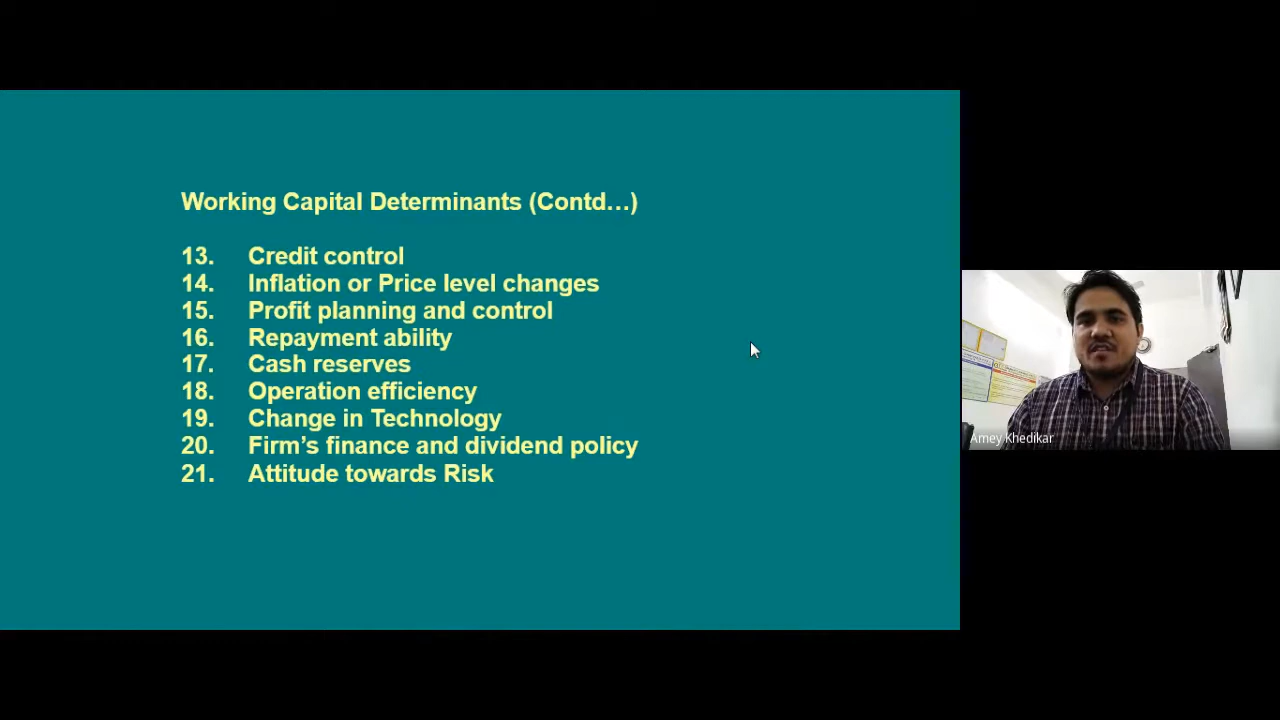 Working Capital Determinants (Contd…)
13. Credit control
14. Inflation or Price level changes
15. Profit planning and control
16. Repayment ability
17. Cash reserves
18. Operation efficiency
19. Change in Technology
20. Firm’s finance and dividend policy
21. Attitude towards Risk
Amey Khedikar